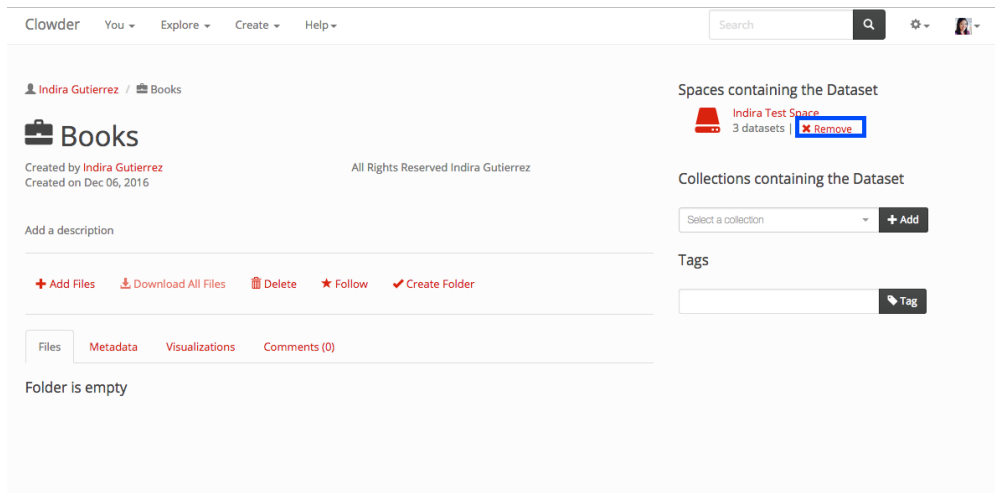 Clowder You Explore Create Help Search
Indira Gutierrez / Books
Books
Created by Indira Gutierrez All Rights Reserved Indira Gutierrez
Created on Dec 06, 2016
Add a description
Add Files Download All Files Delete Follow Create Folder
Files Metadata Visualizations Comments (0)
Folder is empty
Spaces containing the Dataset
Indira Test Space
3 datasets | Remove
Collections containing the Dataset
Select a collection Add
Tags
Tag